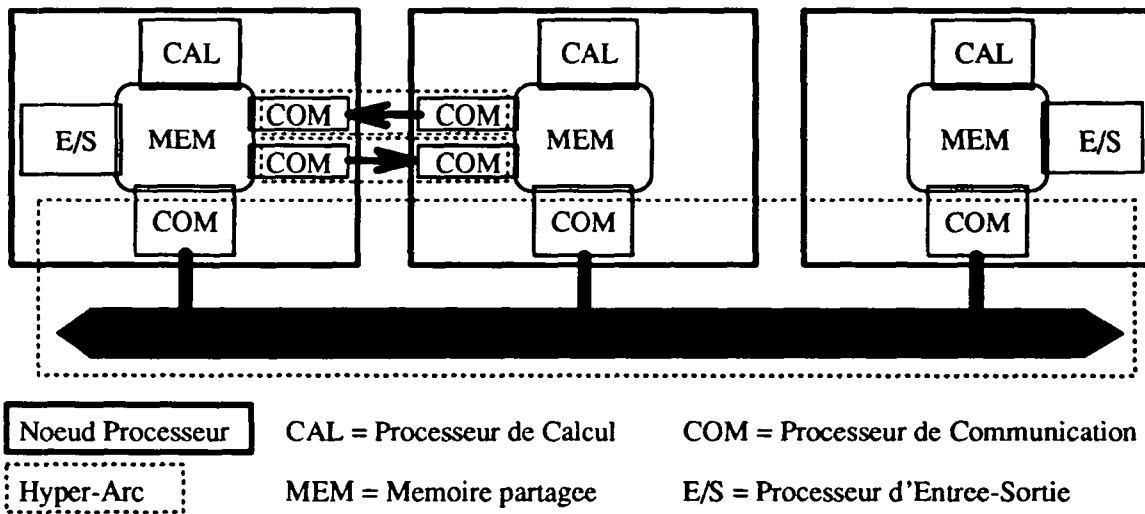 CAL CAL CAL
COM COM
E/S MEM MEM MEM E/S
COM COM
COM COM COM
Noeud Processeur CAL = Processeur de Calcul COM = Processeur de Communication
Hyper-Arc MEM = Memoire partagee E/S = Processeur d'Entree-Sortie